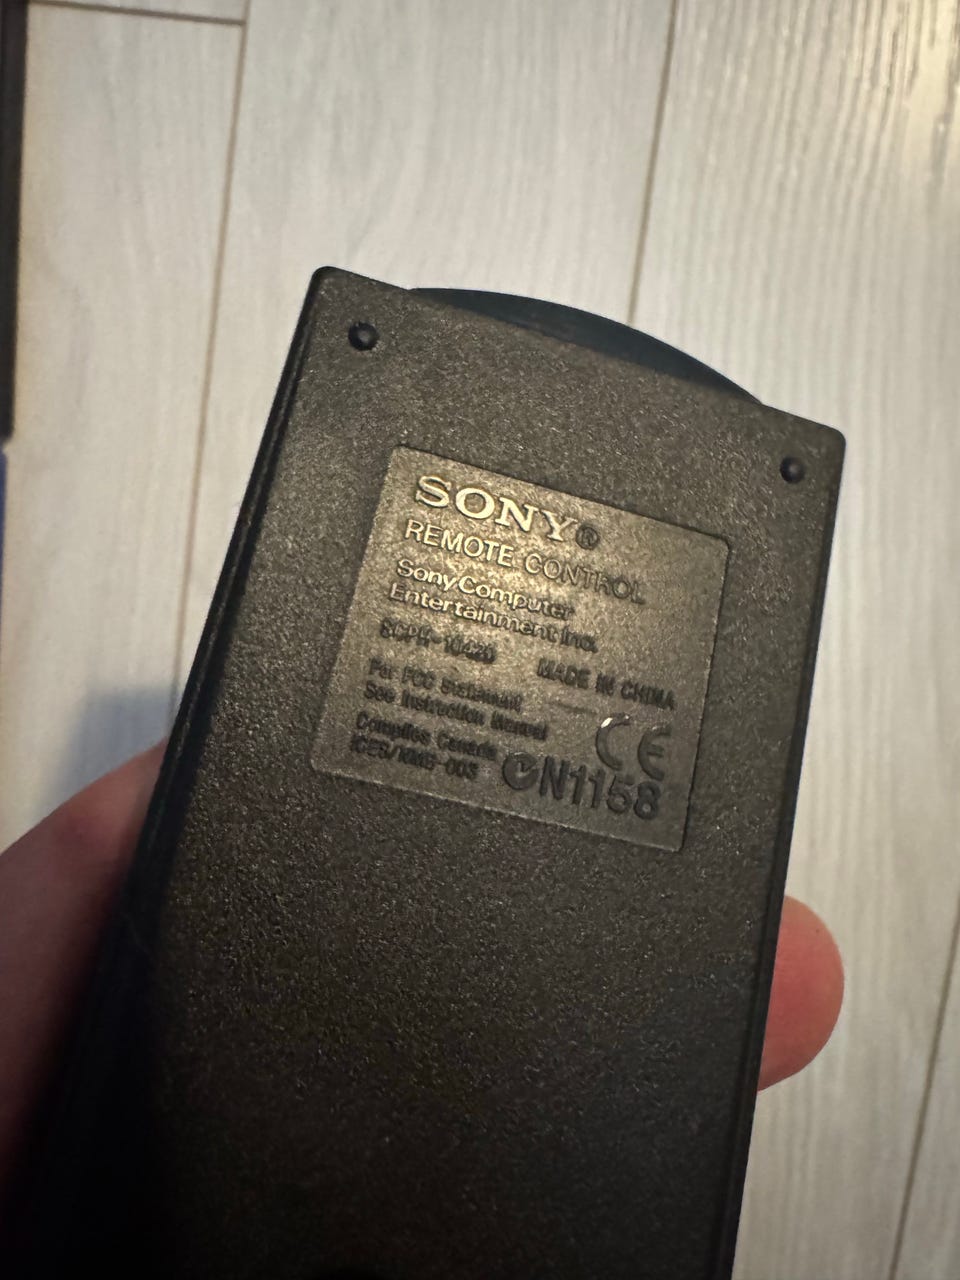 SONY®
REMOTE CONTROL
Sony Computer
Entertainment Inc.
SCPH-10420 MADE IN CHINA
For FCC Statement
See Instruction Manual
Complies Canada
ICES/NMB-003
CE
N1158